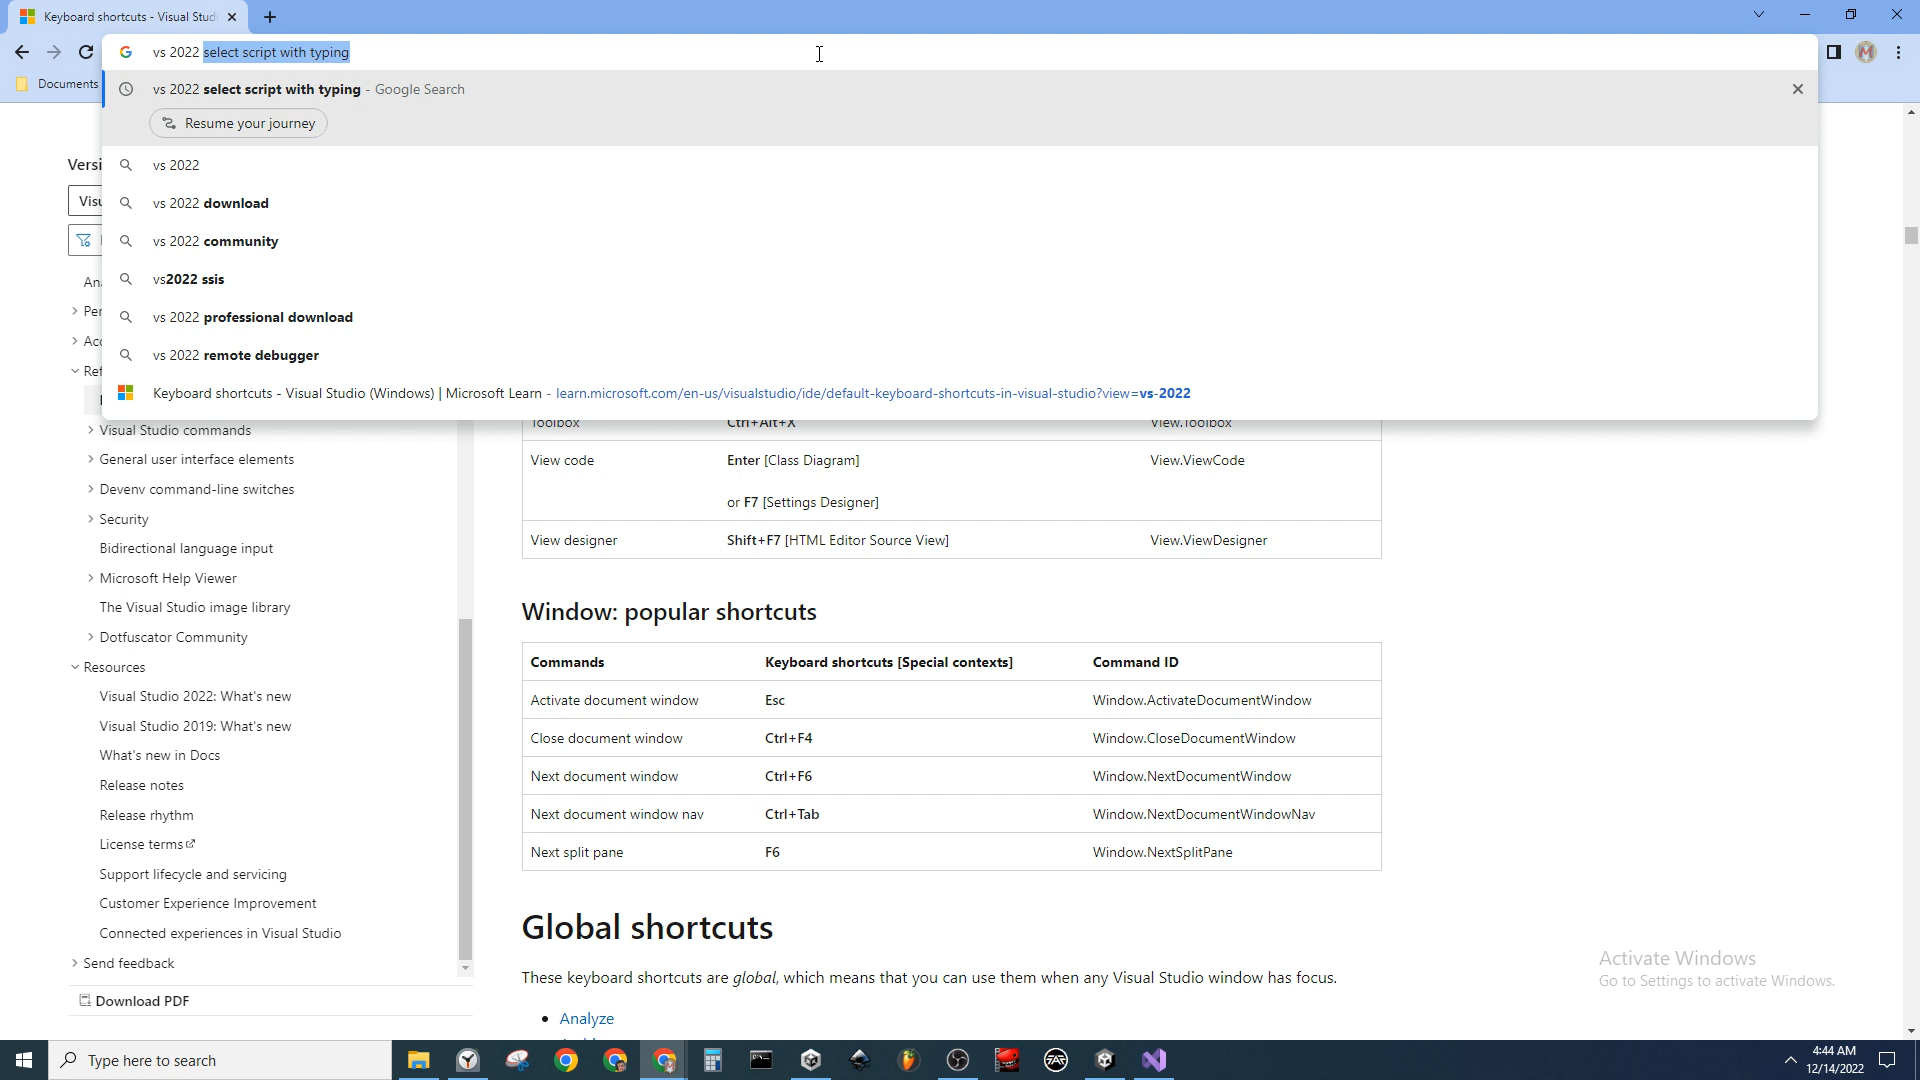 Keyboard shortcuts - Visual Stud
vs 2022 select script with typing
Documents
vs 2022 select script with typing - Google Search
Resume your journey
vs 2022
vs 2022 download
vs 2022 community
vs2022 ssis
vs 2022 professional download
vs 2022 remote debugger
Keyboard shortcuts - Visual Studio (Windows) | Microsoft Learn - learn.microsoft.com/en-us/visualstudio/ide/default-keyboard-shortcuts-in-visual-studio?view=vs-2022
Visual Studio commands
General user interface elements
Devenv command-line switches
Security
Bidirectional language input
Microsoft Help Viewer
The Visual Studio image library
Dotfuscator Community
Resources
Visual Studio 2022: What's new
Visual Studio 2019: What's new
What's new in Docs
Release notes
Release rhythm
License terms
Support lifecycle and servicing
Customer Experience Improvement
Connected experiences in Visual Studio
Send feedback
Download PDF
Toolbox Ctrl+Alt+X View.Toolbox
View code Enter [Class Diagram] View.ViewCode
or F7 [Settings Designer]
View designer Shift+F7 [HTML Editor Source View] View.ViewDesigner
Window: popular shortcuts
Commands Keyboard shortcuts [Special contexts] Command ID
Activate document window Esc Window.ActivateDocumentWindow
Close document window Ctrl+F4 Window.CloseDocumentWindow
Next document window Ctrl+F6 Window.NextDocumentWindow
Next document window nav Ctrl+Tab Window.NextDocumentWindowNav
Next split pane F6 Window.NextSplitPane
Global shortcuts
These keyboard shortcuts are global, which means that you can use them when any Visual Studio window has focus.
Analyze
Activate Windows
Go to Settings to activate Windows.
Type here to search
4:44 AM
12/14/2022